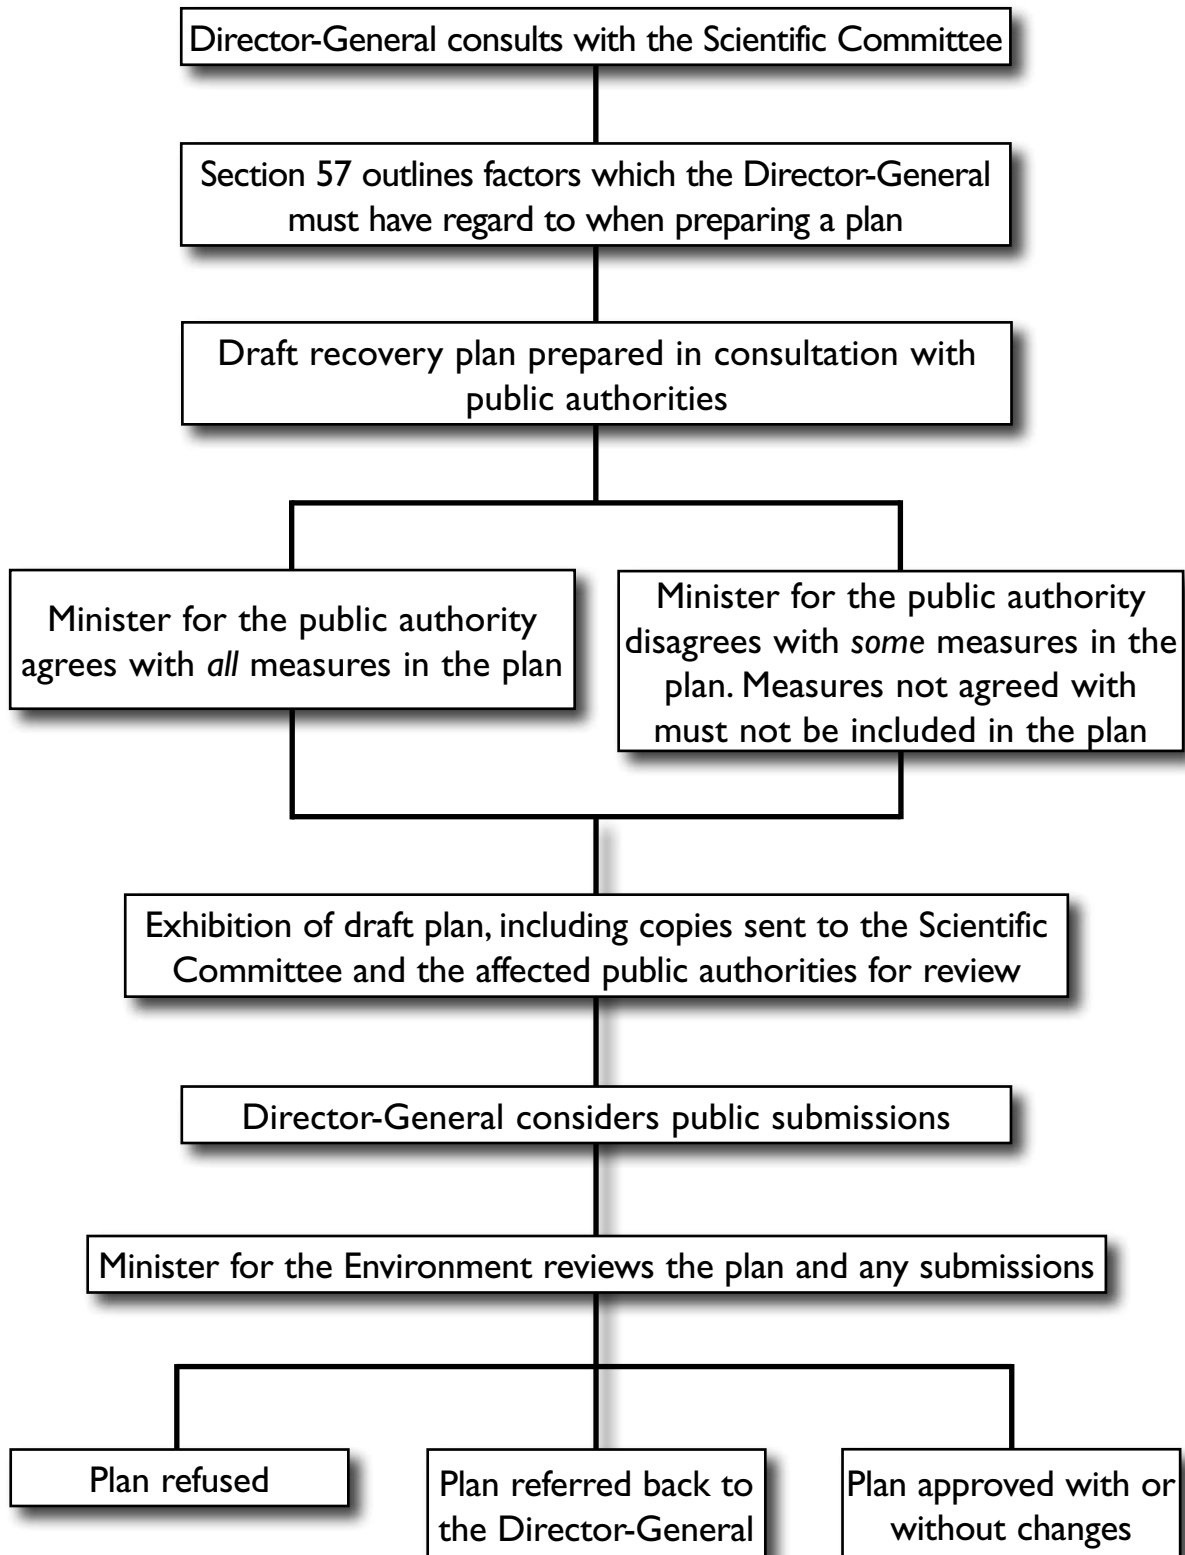 Director-General consults with the Scientific Committee
Section 57 outlines factors which the Director-General
must have regard to when preparing a plan
Draft recovery plan prepared in consultation with
public authorities
Minister for the public authority
agrees with all measures in the plan
Minister for the public authority
disagrees with some measures in the
plan. Measures not agreed with
must not be included in the plan
Exhibition of draft plan, including copies sent to the Scientific
Committee and the affected public authorities for review
Director-General considers public submissions
Minister for the Environment reviews the plan and any submissions
Plan refused
Plan referred back to
the Director-General
Plan approved with or
without changes